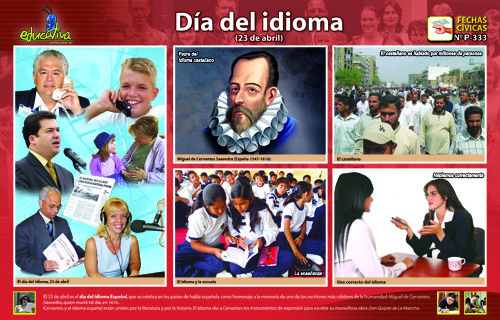 educativa
Día del idioma
(23 de abril)
FECHAS
CÍVICAS
Nº P-333
Padre del
idioma castellano
El castellano es hablado por millones de personas
Miguel de Cervantes Saavedra (España 1547-1616)
El castellano
Hablamos correctamente
La enseñanza
El día del idioma, 23 de abril
El idioma y la escuela
Uso correcto del idioma
El 23 de abril es el día del Idioma Español, que se celebra en los países de habla española como homenaje a la memoria de uno de los escritores más célebres de la humanidad: Miguel de Cervantes
Saavedra, quien murió tal día, en 1616.
Cervantes y el idioma español están unidos por la literatura y por la historia. El idioma dio a Cervantes los instrumentos de expresión para escribir su maravillosa obra Don Quijote de La Mancha.